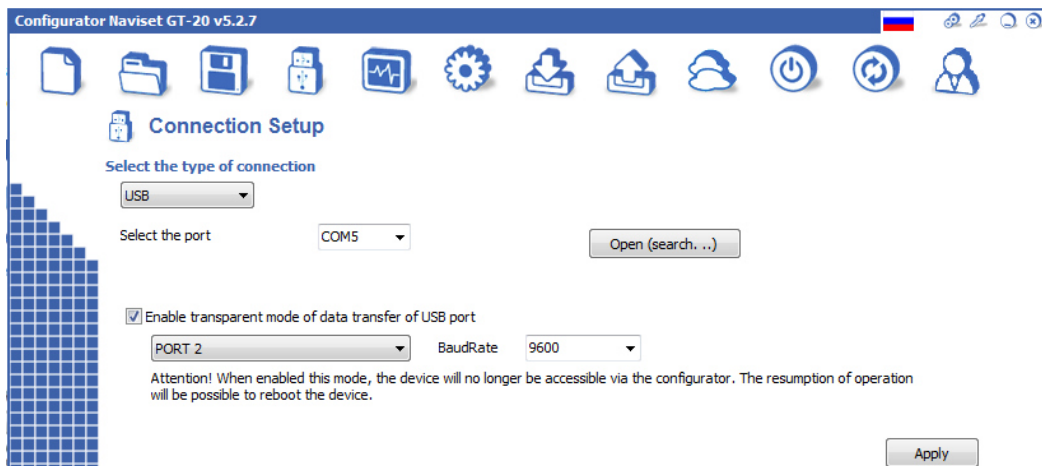 Configurator Naviset GT-20 v5.2.7
Connection Setup
Select the type of connection
USB
Select the port COM5 Open (search. ..)
Enable transparent mode of data transfer of USB port
PORT 2 BaudRate 9600
Attention! When enabled this mode, the device will no longer be accessible via the configurator. The resumption of operation
will be possible to reboot the device.
Apply